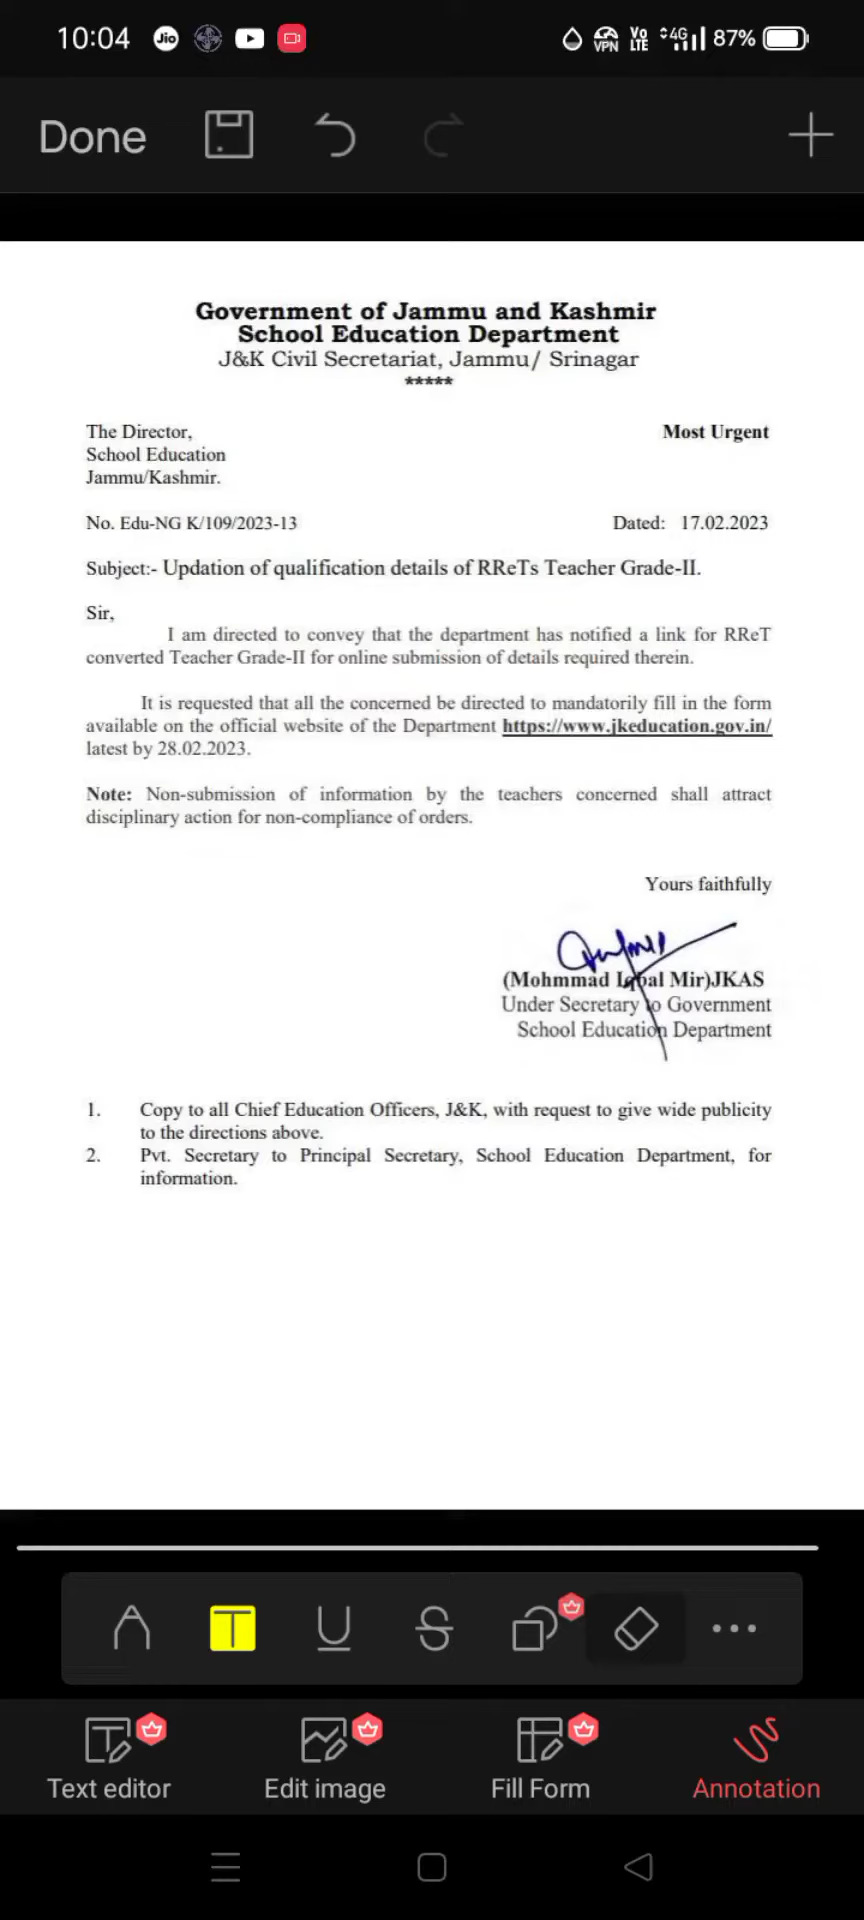 10:04 Jio VPN Vo LTE 4G 87%
Done
Government of Jammu and Kashmir
School Education Department
J&K Civil Secretariat, Jammu/ Srinagar
*****
The Director, Most Urgent
School Education
Jammu/Kashmir.
No. Edu-NG K/109/2023-13 Dated: 17.02.2023
Subject:- Updation of qualification details of RReTs Teacher Grade-II.
Sir,
I am directed to convey that the department has notified a link for RReT
converted Teacher Grade-II for online submission of details required therein.
It is requested that all the concerned be directed to mandatorily fill in the form
available on the official website of the Department https://www.jkeducation.gov.in/
latest by 28.02.2023.
Note: Non-submission of information by the teachers concerned shall attract
disciplinary action for non-compliance of orders.
Yours faithfully
(Mohmmad Iqbal Mir)JKAS
Under Secretary to Government
School Education Department
1. Copy to all Chief Education Officers, J&K, with request to give wide publicity
to the directions above.
2. Pvt. Secretary to Principal Secretary, School Education Department, for
information.
T U S
Text editor Edit image Fill Form Annotation